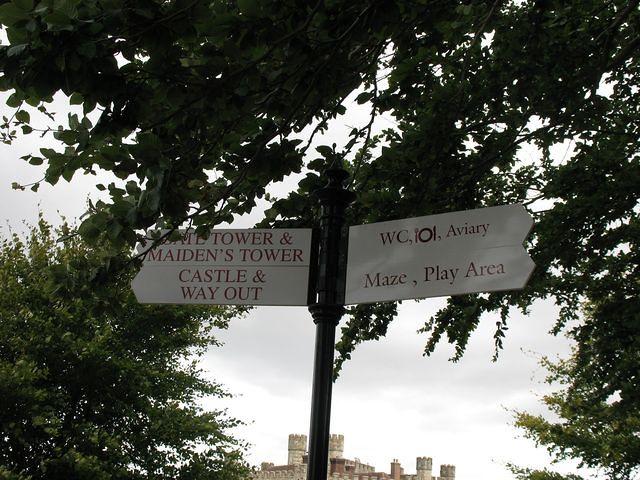 TOWER &
MAIDEN'S TOWER
CASTLE &
WAY OUT
WC, , Aviary
Maze , Play Area